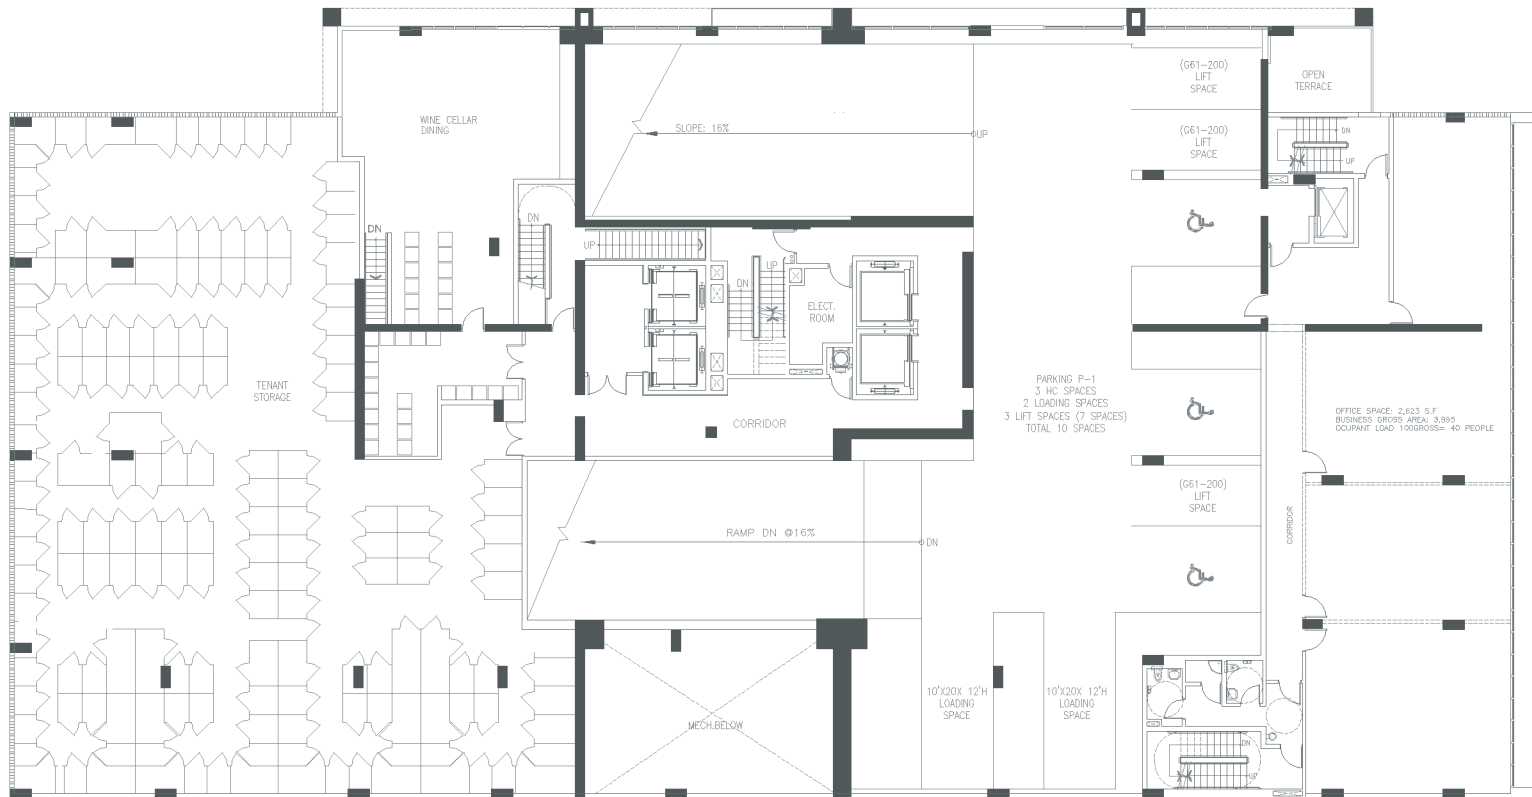 (G61-200)
LIFT
SPACE
OPEN
TERRACE
WINE CELLAR
DINING
SLOPE: 16%
UP
(G61-200)
LIFT
SPACE
DN
UP
DN
DN
UP
UP
DN
ELECT.
ROOM
TENANT
STORAGE
PARKING P-1
3 HC SPACES
2 LOADING SPACES
3 LIFT SPACES (7 SPACES)
TOTAL 10 SPACES
OFFICE SPACE: 2,623 S.F
BUSINESS GROSS AREA: 3,995
OCUPANT LOAD 100GROSS= 40 PEOPLE
CORRIDOR
(G61-200)
LIFT
SPACE
CORRIDOR
RAMP DN @16%
DN
10'X20X 12'H
LOADING
SPACE
10'X20X 12'H
LOADING
SPACE
MECH.BELOW
DN
UP